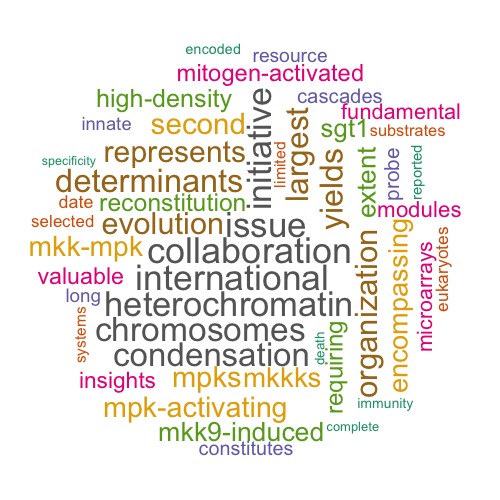 encoded
resource
mitogen-activated
high-density
cascades
fundamental
innate
second
sgt1
substrates
initiative
largest
limited
specificity
represents
yields
extent
probe
reported
determinants
date
reconstitution
modules
selected
evolution
issue
mkk-mpk
collaboration
organization
encompassing
microarrays
eukaryotes
valuable
international
long
heterochromatin
systems
chromosomes
condensation
death
requiring
insights
mpks
mkkks
immunity
mpk-activating
mkk9-induced
complete
constitutes